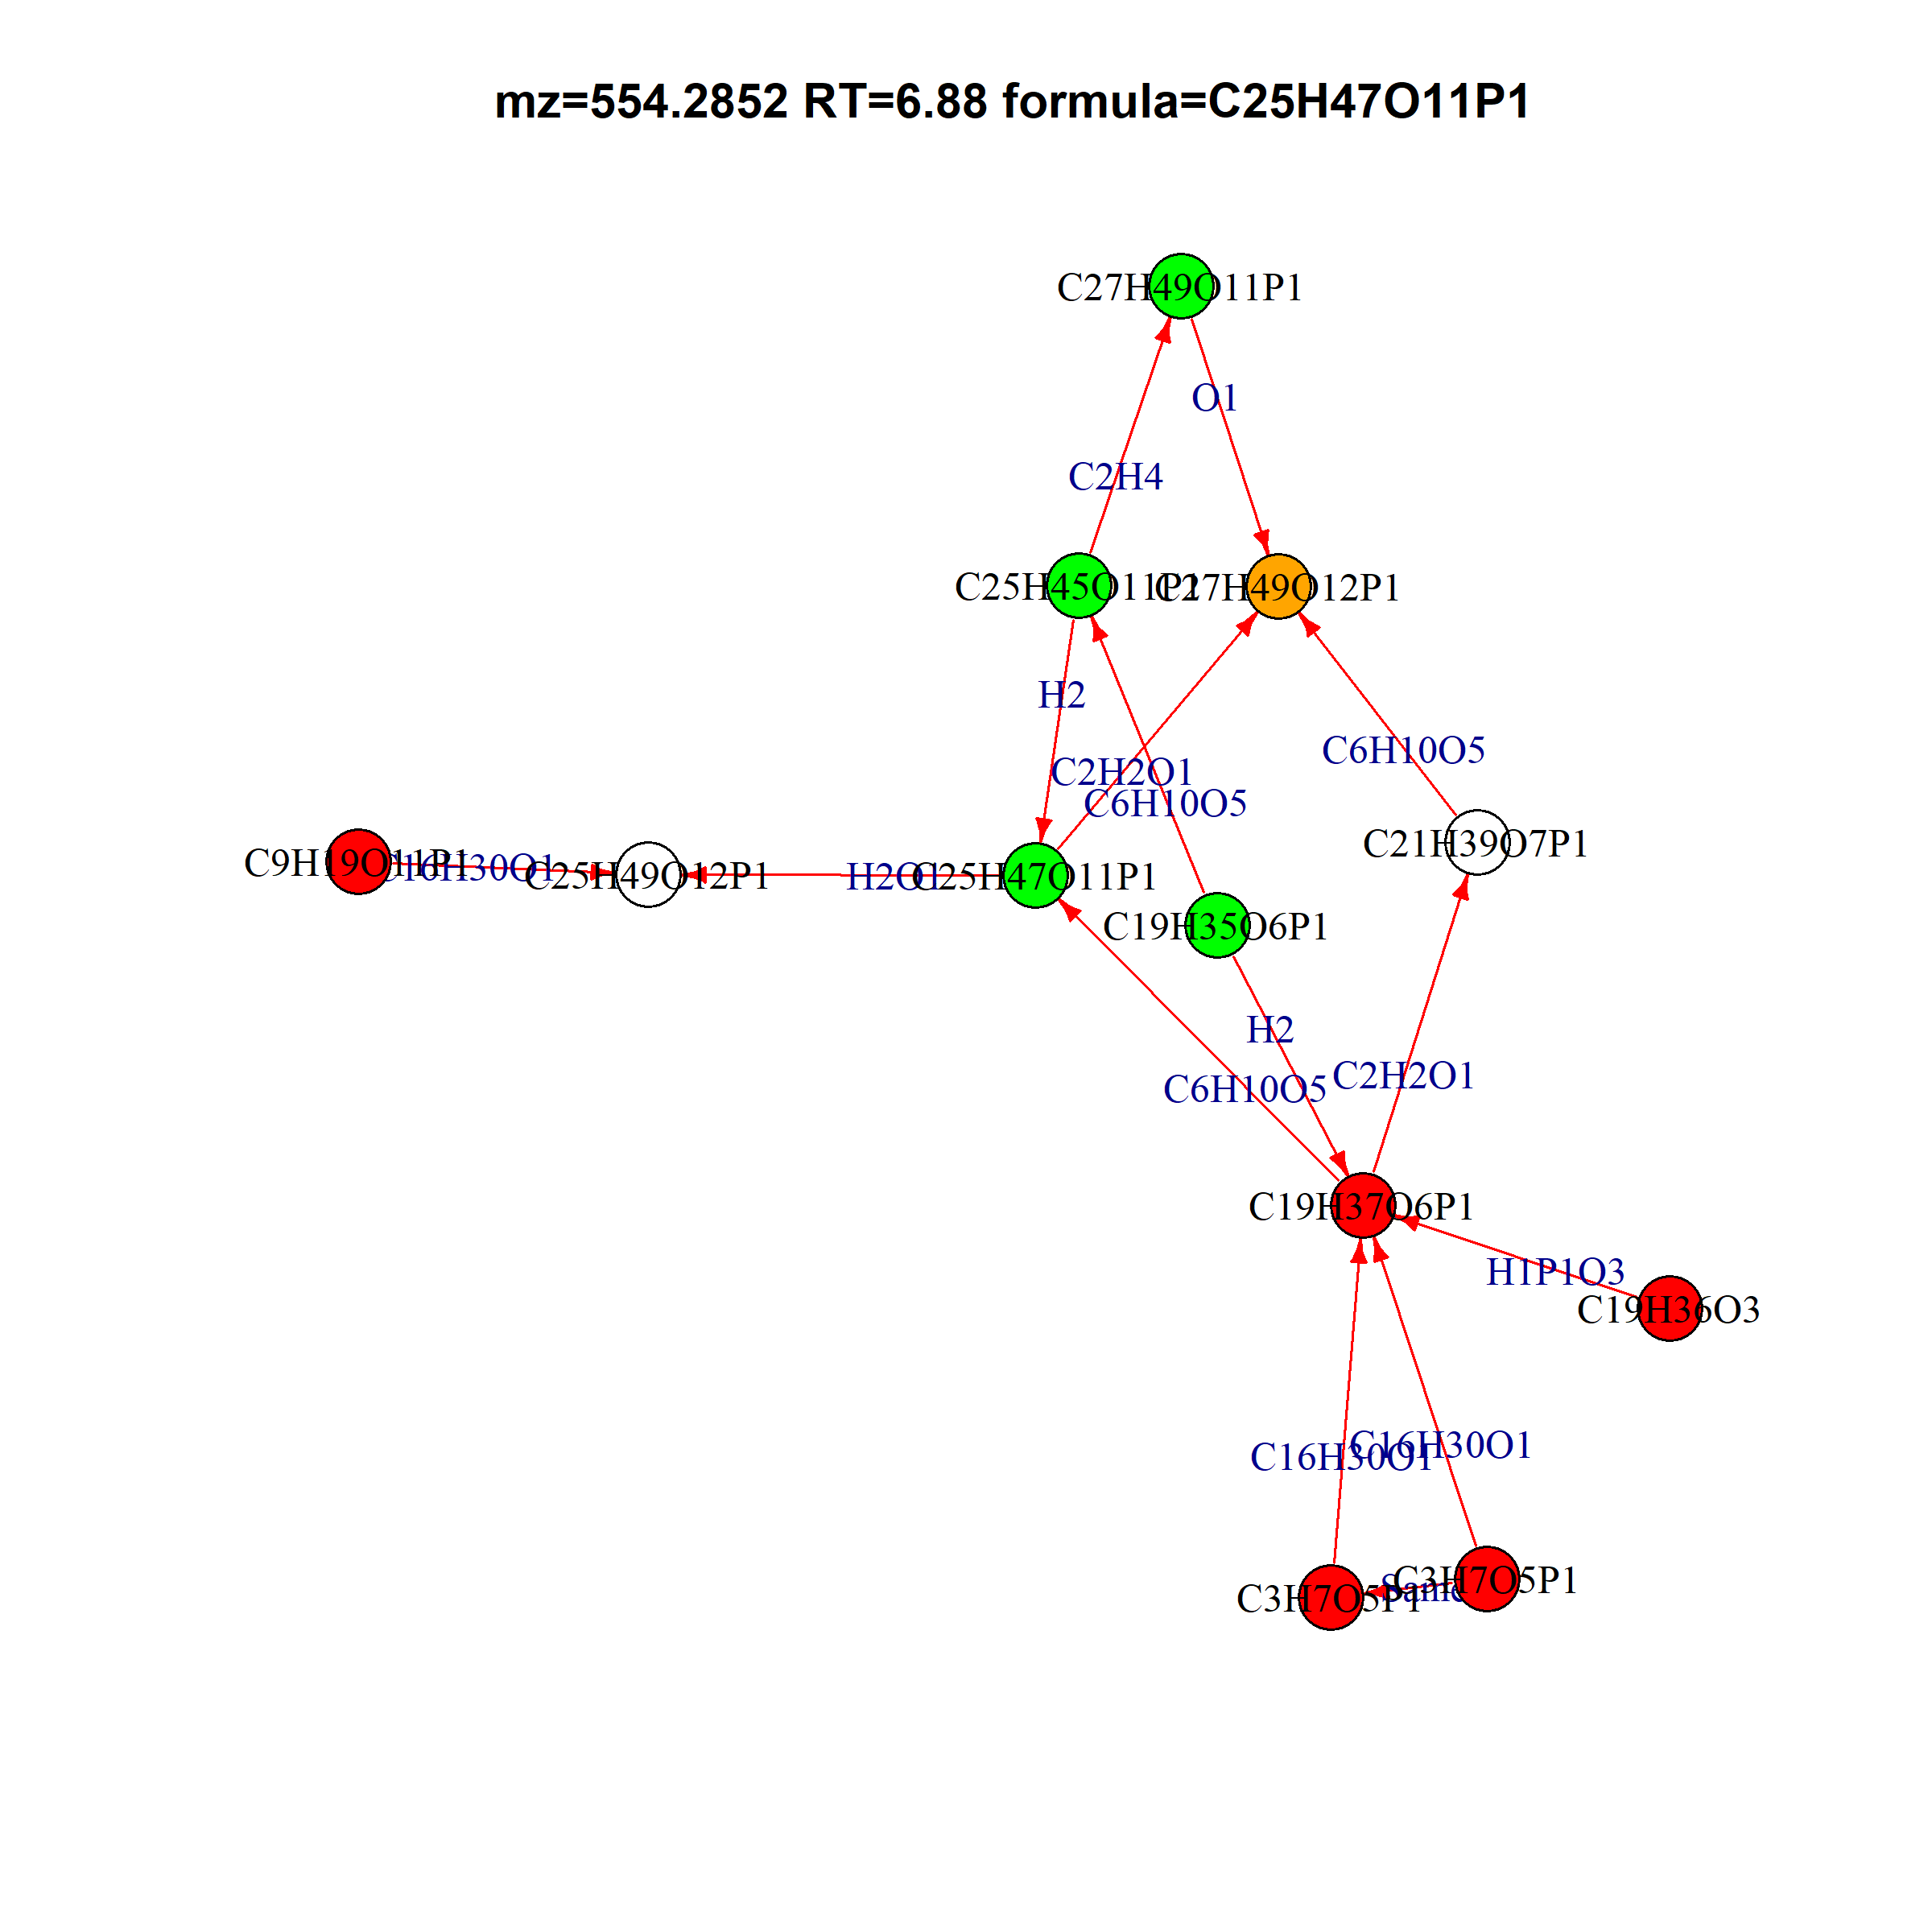 mz=554.2852 RT=6.88 formula=C25H47O11P1
C27H49O11P1
O1
C2H4
C25H45O11P1
C27H49O12P1
H2
C6H10O5
C2H2O1
C6H10O5
C21H39O7P1
C9H19O11P1
C16H30O1
C25H49O12P1
H2O1
C25H47O11P1
C19H35O6P1
H2
C2H2O1
C6H10O5
C19H37O6P1
H1P1O3
C19H36O3
C16H30O1
C16H30O1
C3H7O5P1
Same
C3H7O5P1